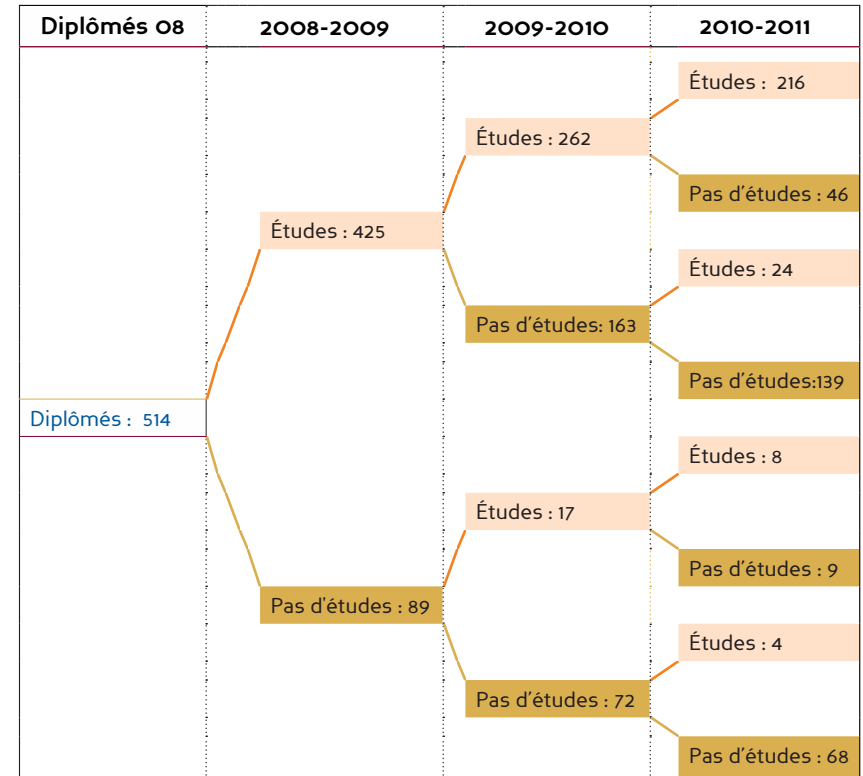 Diplômés 08 2008-2009 2009-2010 2010-2011
Études : 216
Études : 262
Pas d'études : 46
Études : 425
Études : 24
Pas d'études: 163
Pas d'études:139
Diplômés : 514
Études : 8
Études : 17
Pas d'études : 9
Pas d'études : 89
Études : 4
Pas d'études : 72
Pas d'études : 68